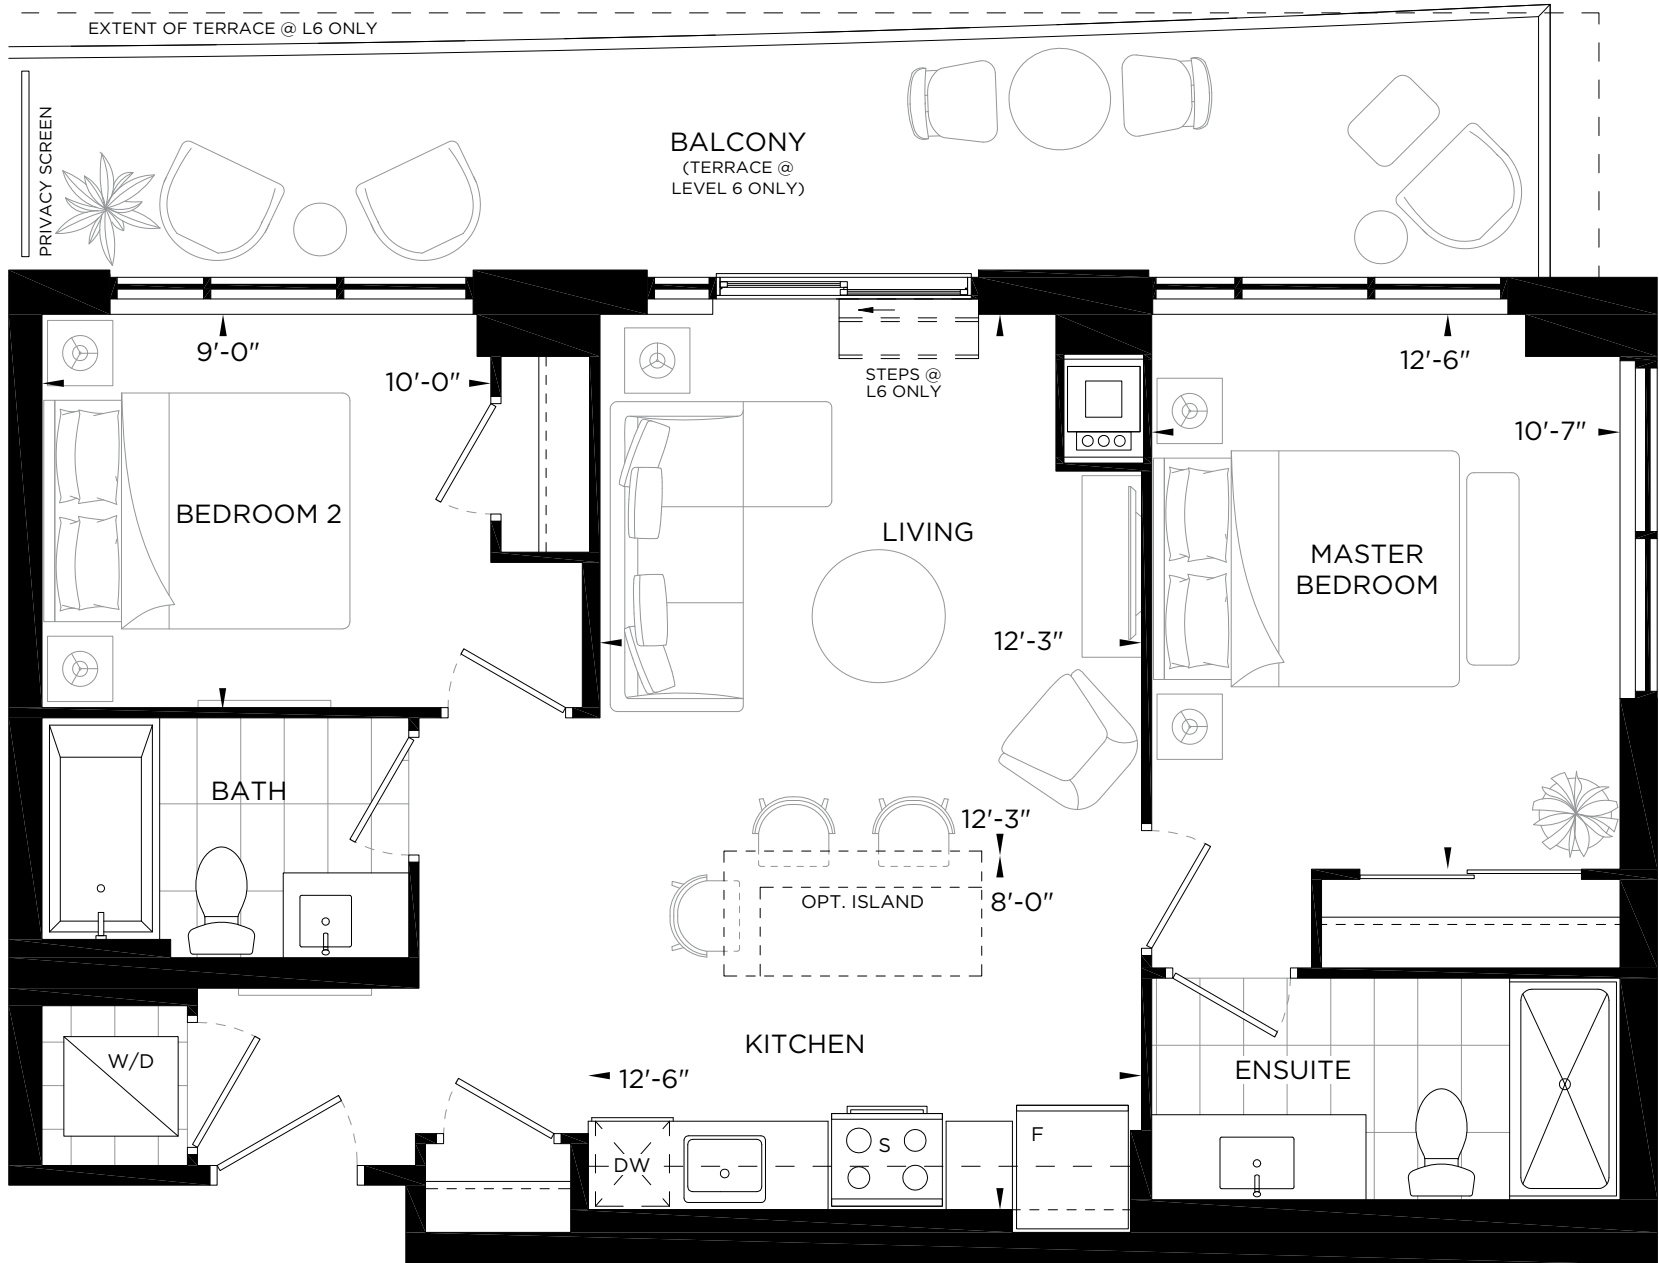 EXTENT OF TERRACE @ L6 ONLY
PRIVACY SCREEN
BALCONY
(TERRACE @
LEVEL 6 ONLY)
9'-0"
10'-0"
STEPS @
L6 ONLY
12'-6"
10'-7"
BEDROOM 2
LIVING
MASTER
BEDROOM
12'-3"
BATH
12'-3"
OPT. ISLAND
8'-0"
KITCHEN
W/D
12'-6"
ENSUITE
DW
S
F